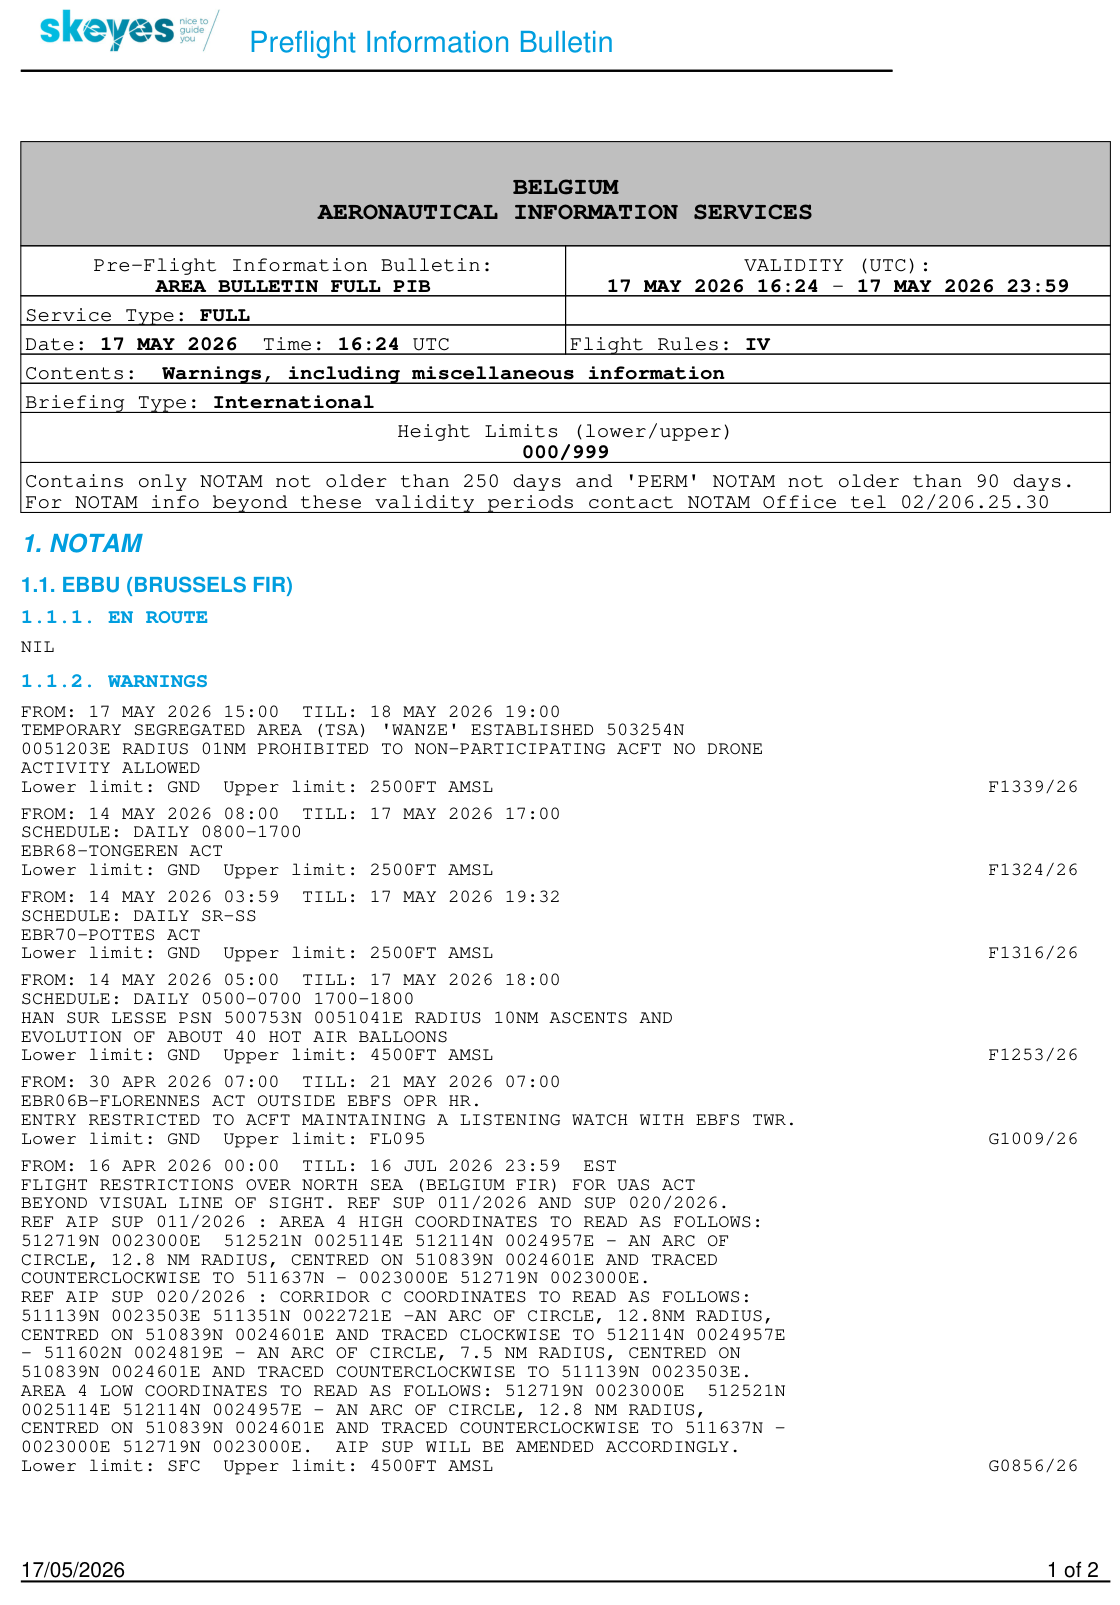 skeyes nice to guide you
Preflight Information Bulletin
BELGIUM
AERONAUTICAL INFORMATION SERVICES
Pre-Flight Information Bulletin:
AREA BULLETIN FULL PIB
VALIDITY (UTC):
17 MAY 2026 16:24 - 17 MAY 2026 23:59
Service Type: FULL
Date: 17 MAY 2026  Time: 16:24 UTC
Flight Rules: IV
Contents:  Warnings, including miscellaneous information
Briefing Type: International
Height Limits (lower/upper)
000/999
Contains only NOTAM not older than 250 days and 'PERM' NOTAM not older than 90 days.
For NOTAM info beyond these validity periods contact NOTAM Office tel 02/206.25.30
1. NOTAM
1.1. EBBU (BRUSSELS FIR)
1.1.1. EN ROUTE
NIL
1.1.2. WARNINGS
FROM: 17 MAY 2026 15:00  TILL: 18 MAY 2026 19:00
TEMPORARY SEGREGATED AREA (TSA) 'WANZE' ESTABLISHED 503254N
0051203E RADIUS 01NM PROHIBITED TO NON-PARTICIPATING ACFT NO DRONE
ACTIVITY ALLOWED
Lower limit: GND  Upper limit: 2500FT AMSL F1339/26
FROM: 14 MAY 2026 08:00  TILL: 17 MAY 2026 17:00
SCHEDULE: DAILY 0800-1700
EBR68-TONGEREN ACT
Lower limit: GND  Upper limit: 2500FT AMSL F1324/26
FROM: 14 MAY 2026 03:59  TILL: 17 MAY 2026 19:32
SCHEDULE: DAILY SR-SS
EBR70-POTTES ACT
Lower limit: GND  Upper limit: 2500FT AMSL F1316/26
FROM: 14 MAY 2026 05:00  TILL: 17 MAY 2026 18:00
SCHEDULE: DAILY 0500-0700 1700-1800
HAN SUR LESSE PSN 500753N 0051041E RADIUS 10NM ASCENTS AND
EVOLUTION OF ABOUT 40 HOT AIR BALLOONS
Lower limit: GND  Upper limit: 4500FT AMSL F1253/26
FROM: 30 APR 2026 07:00  TILL: 21 MAY 2026 07:00
EBR06B-FLORENNES ACT OUTSIDE EBFS OPR HR.
ENTRY RESTRICTED TO ACFT MAINTAINING A LISTENING WATCH WITH EBFS TWR.
Lower limit: GND  Upper limit: FL095 G1009/26
FROM: 16 APR 2026 00:00  TILL: 16 JUL 2026 23:59  EST
FLIGHT RESTRICTIONS OVER NORTH SEA (BELGIUM FIR) FOR UAS ACT
BEYOND VISUAL LINE OF SIGHT. REF SUP 011/2026 AND SUP 020/2026.
REF AIP SUP 011/2026 : AREA 4 HIGH COORDINATES TO READ AS FOLLOWS:
512719N 0023000E  512521N 0025114E 512114N 0024957E - AN ARC OF
CIRCLE, 12.8 NM RADIUS, CENTRED ON 510839N 0024601E AND TRACED
COUNTERCLOCKWISE TO 511637N - 0023000E 512719N 0023000E.
REF AIP SUP 020/2026 : CORRIDOR C COORDINATES TO READ AS FOLLOWS:
511139N 0023503E 511351N 0022721E -AN ARC OF CIRCLE, 12.8NM RADIUS,
CENTRED ON 510839N 0024601E AND TRACED CLOCKWISE TO 512114N 0024957E
- 511602N 0024819E - AN ARC OF CIRCLE, 7.5 NM RADIUS, CENTRED ON
510839N 0024601E AND TRACED COUNTERCLOCKWISE TO 511139N 0023503E.
AREA 4 LOW COORDINATES TO READ AS FOLLOWS: 512719N 0023000E  512521N
0025114E 512114N 0024957E - AN ARC OF CIRCLE, 12.8 NM RADIUS,
CENTRED ON 510839N 0024601E AND TRACED COUNTERCLOCKWISE TO 511637N -
0023000E 512719N 0023000E.  AIP SUP WILL BE AMENDED ACCORDINGLY.
Lower limit: SFC  Upper limit: 4500FT AMSL G0856/26
17/05/2026 1 of 2